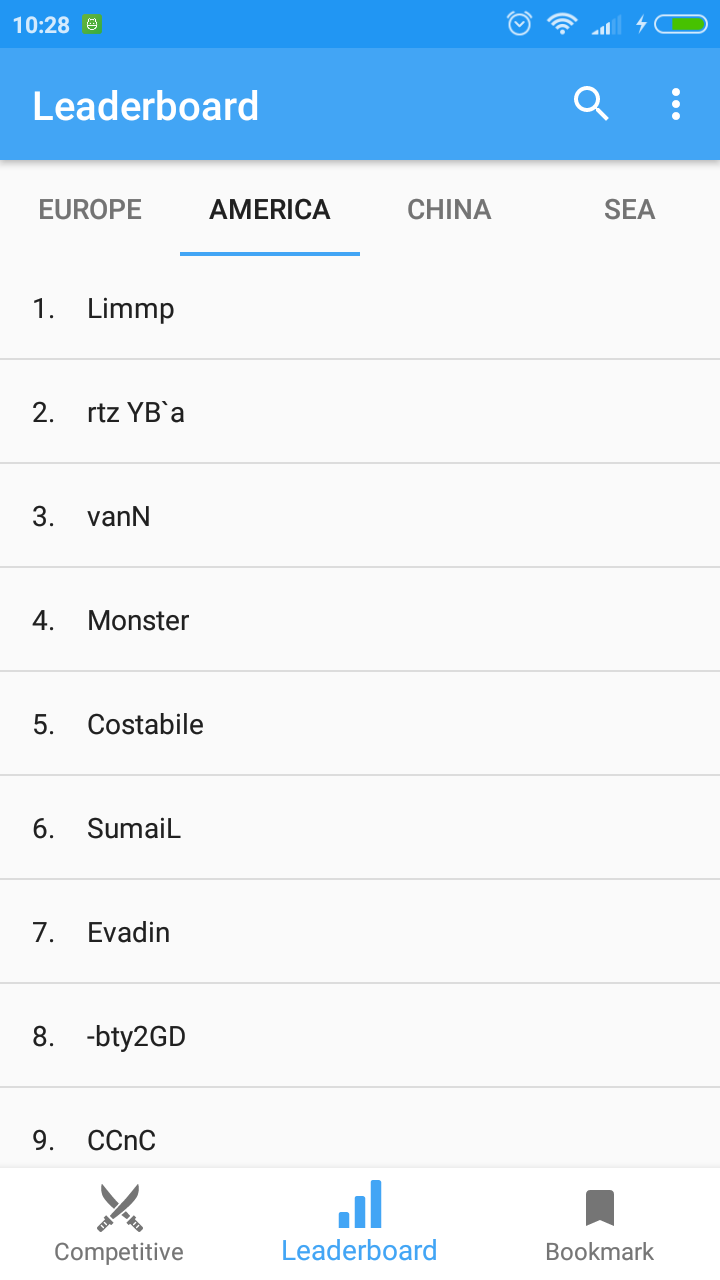 10:28
Leaderboard
EUROPE AMERICA CHINA SEA
1. Limmp
2. rtz YB`a
3. vanN
4. Monster
5. Costabile
6. SumaiL
7. Evadin
8. -bty2GD
9. CCnC
Competitive Leaderboard Bookmark